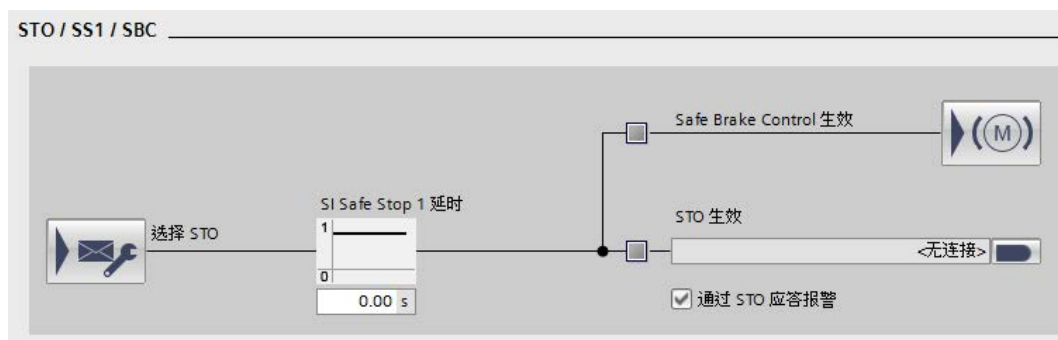 STO / SS1 / SBC
Safe Brake Control 生效
M
SI Safe Stop 1 延时
选择 STO
1
0
0.00 s
STO 生效
<无连接>
通过 STO 应答报警